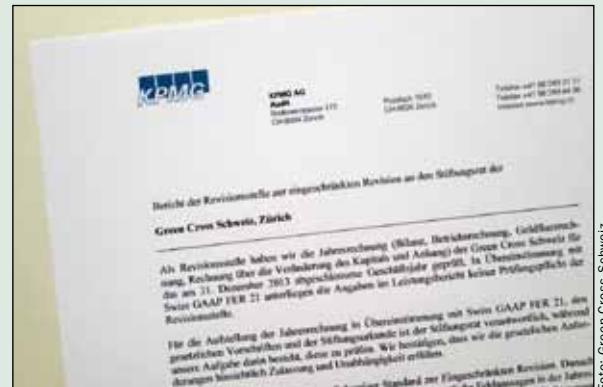 KPMG
KPMG AG
Audit
Bericht der Revisionsstelle zur eingeschränkten Revision an den Stiftungsrat der
Green Cross Schweiz, Zürich
Als Revisionsstelle haben wir die Jahresrechnung (Bilanz, Betriebsrechnung, Geldflussrech-
nung, Rechnung über die Veränderung des Kapitals und Anhang) der Green Cross Schweiz für
das am 31. Dezember 2013 abgeschlossene Geschäftsjahr geprüft. In Übereinstimmung mit
Swiss GAAP FER 21 unterliegen die Angaben im Leistungsbericht keiner Prüfungspflicht der
Revisionsstelle.
Für die Aufstellung der Jahresrechnung in Übereinstimmung mit Swiss GAAP FER 21, den
gesetzlichen Vorschriften und der Stiftungsurkunde ist der Stiftungsrat verantwortlich, während
unsere Aufgabe darin besteht, diese zu prüfen. Wir bestätigen, dass wir die gesetzlichen Anfor-
derungen hinsichtlich Zulassung und Unabhängigkeit erfüllen.
Standard zur Eingeschränkten Revision. Danach
Green Cross Schweiz